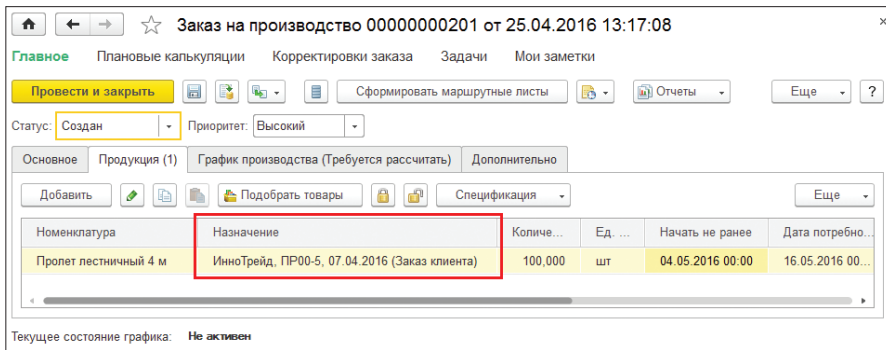 Заказ на производство 00000000201 от 25.04.2016 13:17:08
Главное Плановые калькуляции Корректировки заказа Задачи Мои заметки
Провести и закрыть Сформировать маршрутные листы Отчеты Еще ?
Статус: Создан Приоритет: Высокий
Основное Продукция (1) График производства (Требуется рассчитать) Дополнительно
Добавить Подобрать товары Спецификация Еще
Номенклатура Назначение Количе... Ед. ... Начать не ранее Дата потребно...
Пролет лестничный 4 м ИнноТрейд, ПР00-5, 07.04.2016 (Заказ клиента) 100,000 шт 04.05.2016 00:00 16.05.2016 00...
Текущее состояние графика: Не активен